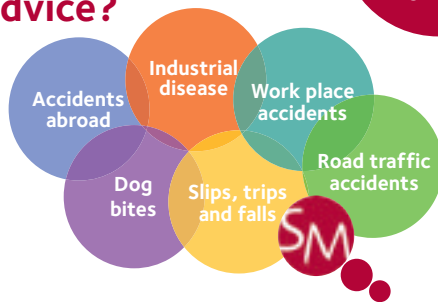 dvice?
Industrial
disease
Accidents
abroad
Work place
accidents
Road traffic
accidents
Dog
bites
Slips, trips
and falls
SM